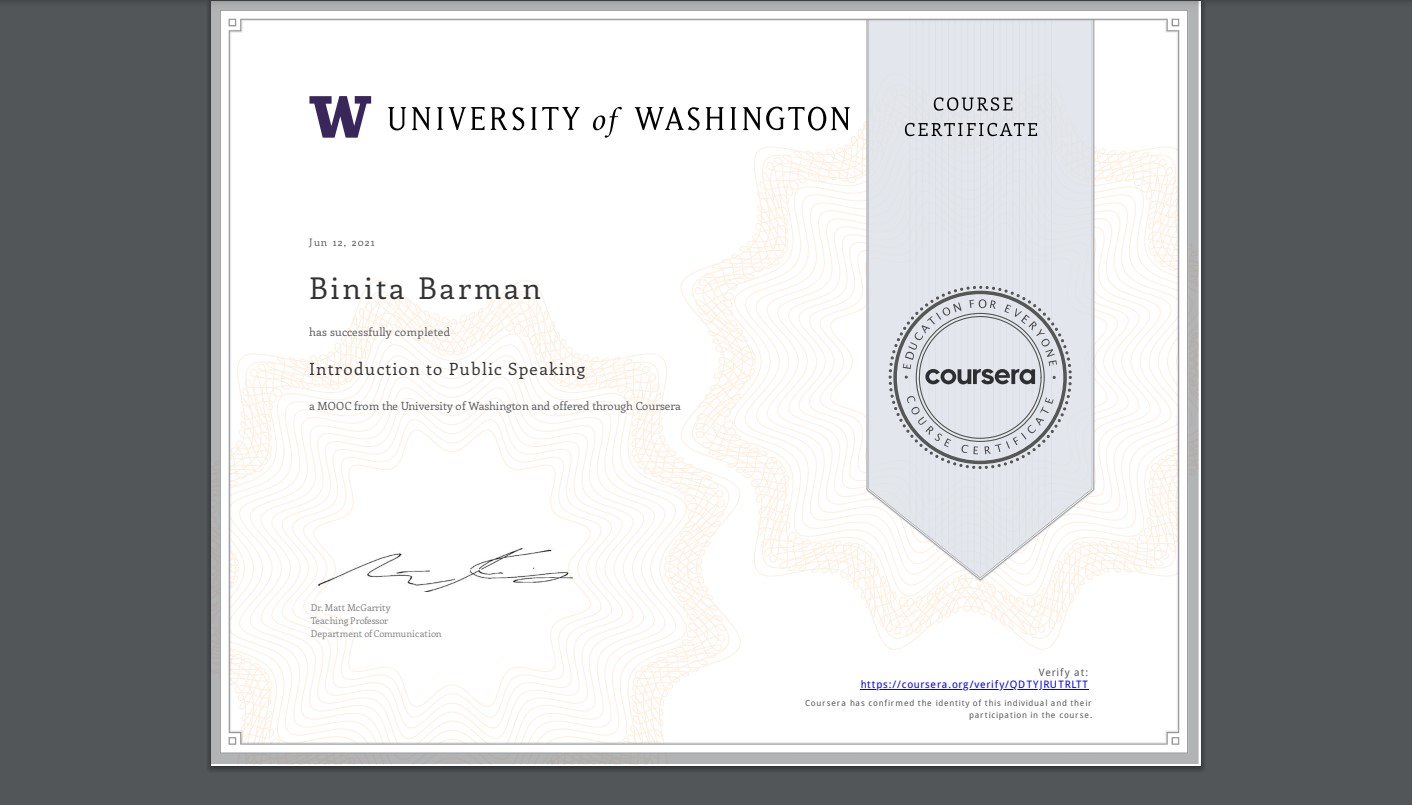 W UNIVERSITY of WASHINGTON
COURSE
CERTIFICATE
Jun 12, 2021
Binita Barman
has successfully completed
Introduction to Public Speaking
a MOOC from the University of Washington and offered through Coursera
EDUCATION FOR EVERYONE
coursera
COURSE CERTIFICATE
Dr. Matt McGarrity
Teaching Professor
Department of Communication
Verify at:
https://coursera.org/verify/QDTYJRUTRLTT
Coursera has confirmed the identity of this individual and their
participation in the course.